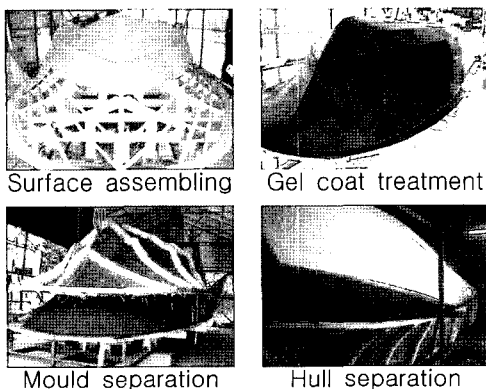 Surface assembling
Gel coat treatment
Mould separation
Hull separation